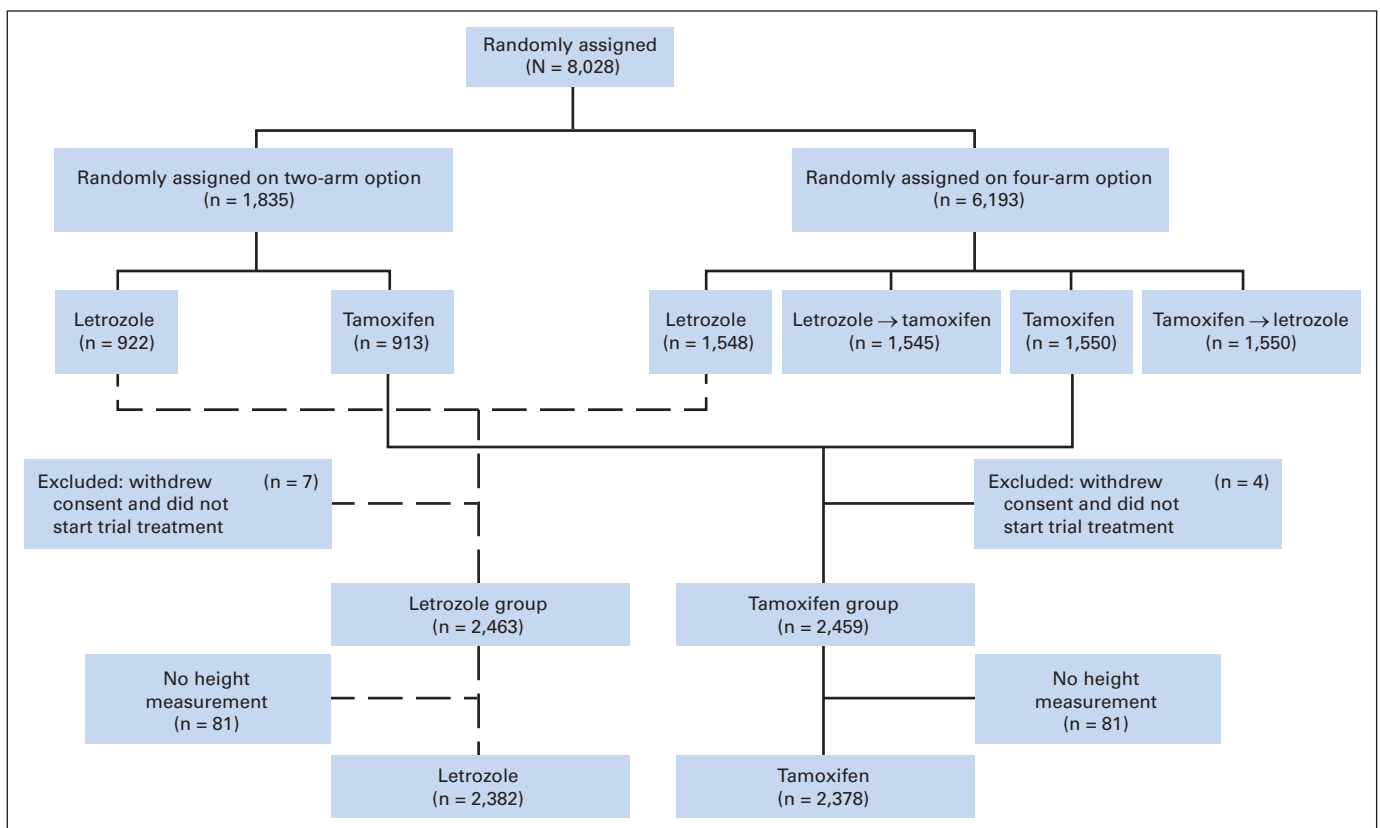 Randomly assigned
(N = 8,028)
Randomly assigned on two-arm option
(n = 1,835)
Randomly assigned on four-arm option
(n = 6,193)
Letrozole
(n = 922)
Tamoxifen
(n = 913)
Letrozole
(n = 1,548)
Letrozole → tamoxifen
(n = 1,545)
Tamoxifen
(n = 1,550)
Tamoxifen → letrozole
(n = 1,550)
Excluded: withdrew (n = 7)
consent and did not
start trial treatment
Excluded: withdrew (n = 4)
consent and did not
start trial treatment
Letrozole group
(n = 2,463)
Tamoxifen group
(n = 2,459)
No height
measurement
(n = 81)
No height
measurement
(n = 81)
Letrozole
(n = 2,382)
Tamoxifen
(n = 2,378)